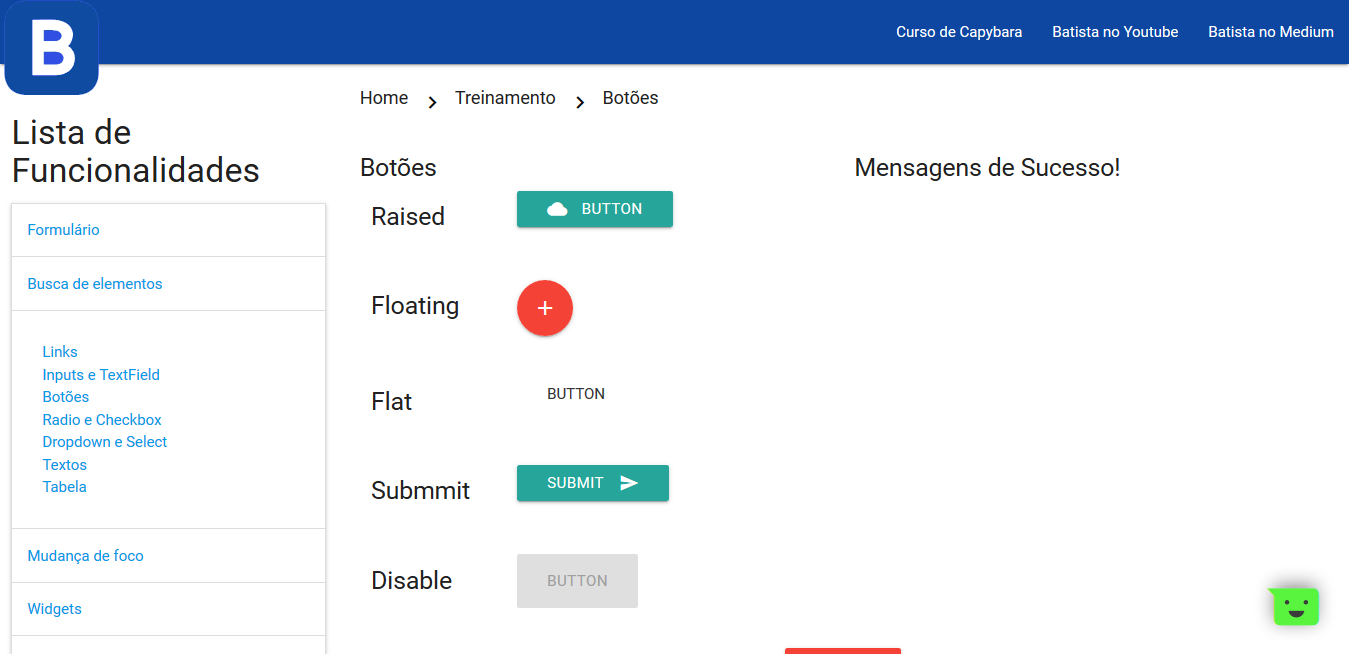 B
Curso de Capybara Batista no Youtube Batista no Medium
Home Treinamento Botões
Lista de
Funcionalidades
Formulário
Busca de elementos
Links
Inputs e TextField
Botões
Radio e Checkbox
Dropdown e Select
Textos
Tabela
Mudança de foco
Widgets
Botões
Raised BUTTON
Floating +
Flat BUTTON
Submmit SUBMIT
Disable BUTTON
Mensagens de Sucesso!